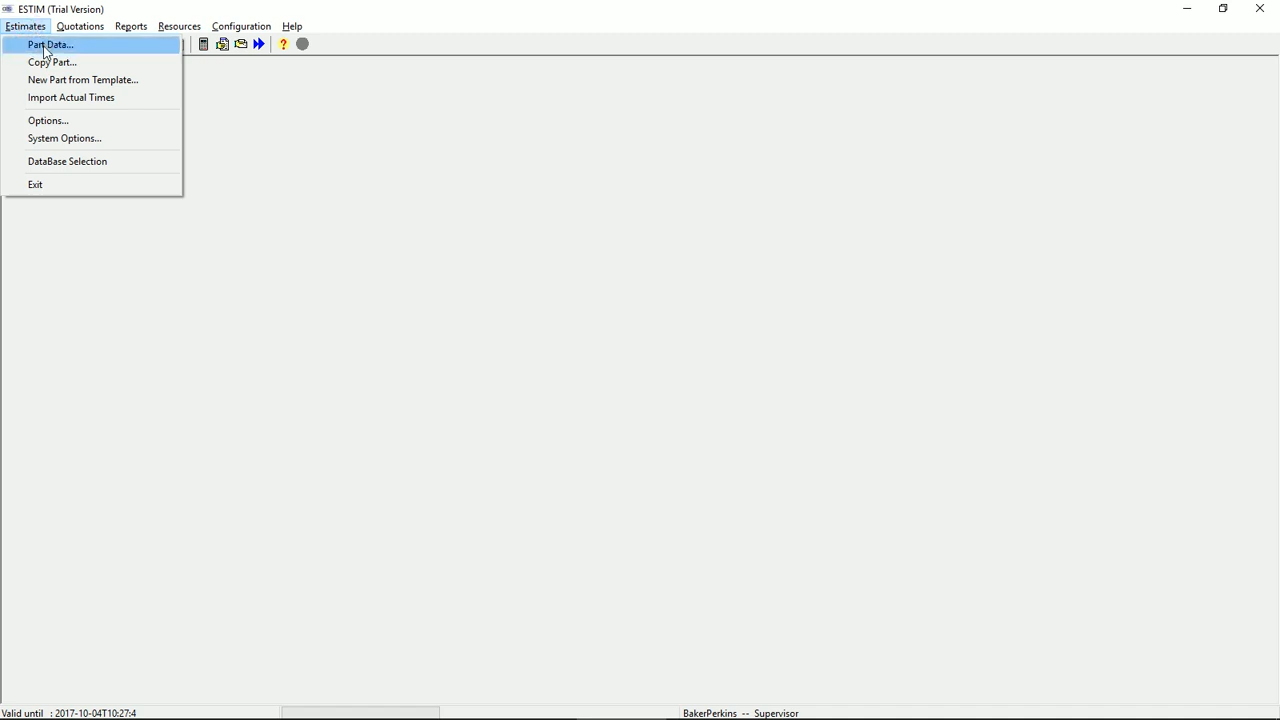 ESTIM (Trial Version)
Estimates Quotations Reports Resources Configuration Help
Part Data...
Copy Part...
New Part from Template...
Import Actual Times
Options...
System Options...
DataBase Selection
Exit
Valid until : 2017-10-04T10:27:4 BakerPerkins -- Supervisor